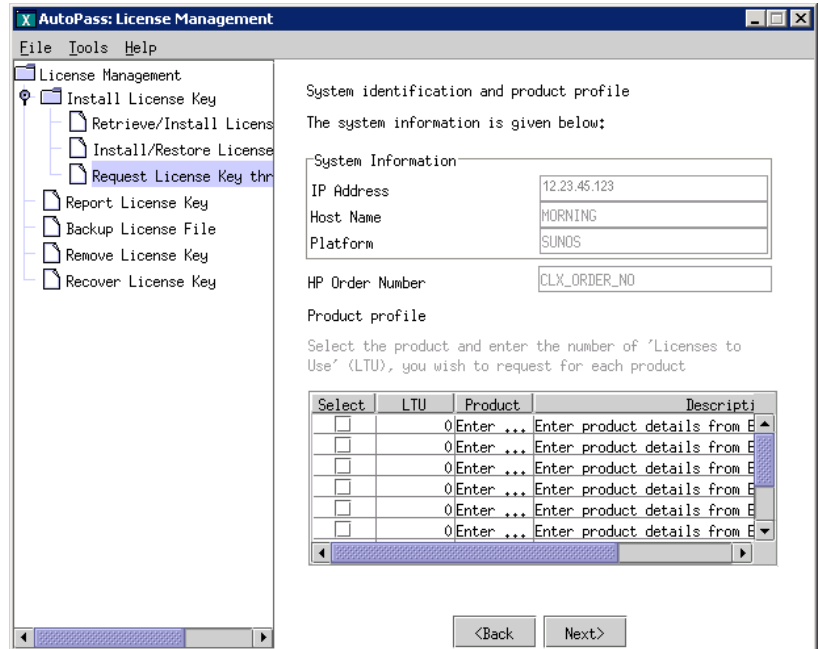 AutoPass: License Management
File Tools Help
License Management
Install License Key
Retrieve/Install Licens
Install/Restore License
Request License Key thr
Report License Key
Backup License File
Remove License Key
Recover License Key
System identification and product profile
The system information is given below:
System Information
IP Address 12.23.45.123
Host Name MORNING
Platform SUNOS
HP Order Number CLX_ORDER_NO
Product profile
Select the product and enter the number of 'Licenses to
Use' (LTU), you wish to request for each product
Select LTU Product Descripti
0 Enter ... Enter product details from E
0 Enter ... Enter product details from E
0 Enter ... Enter product details from E
0 Enter ... Enter product details from E
0 Enter ... Enter product details from E
0 Enter ... Enter product details from E
<Back Next>